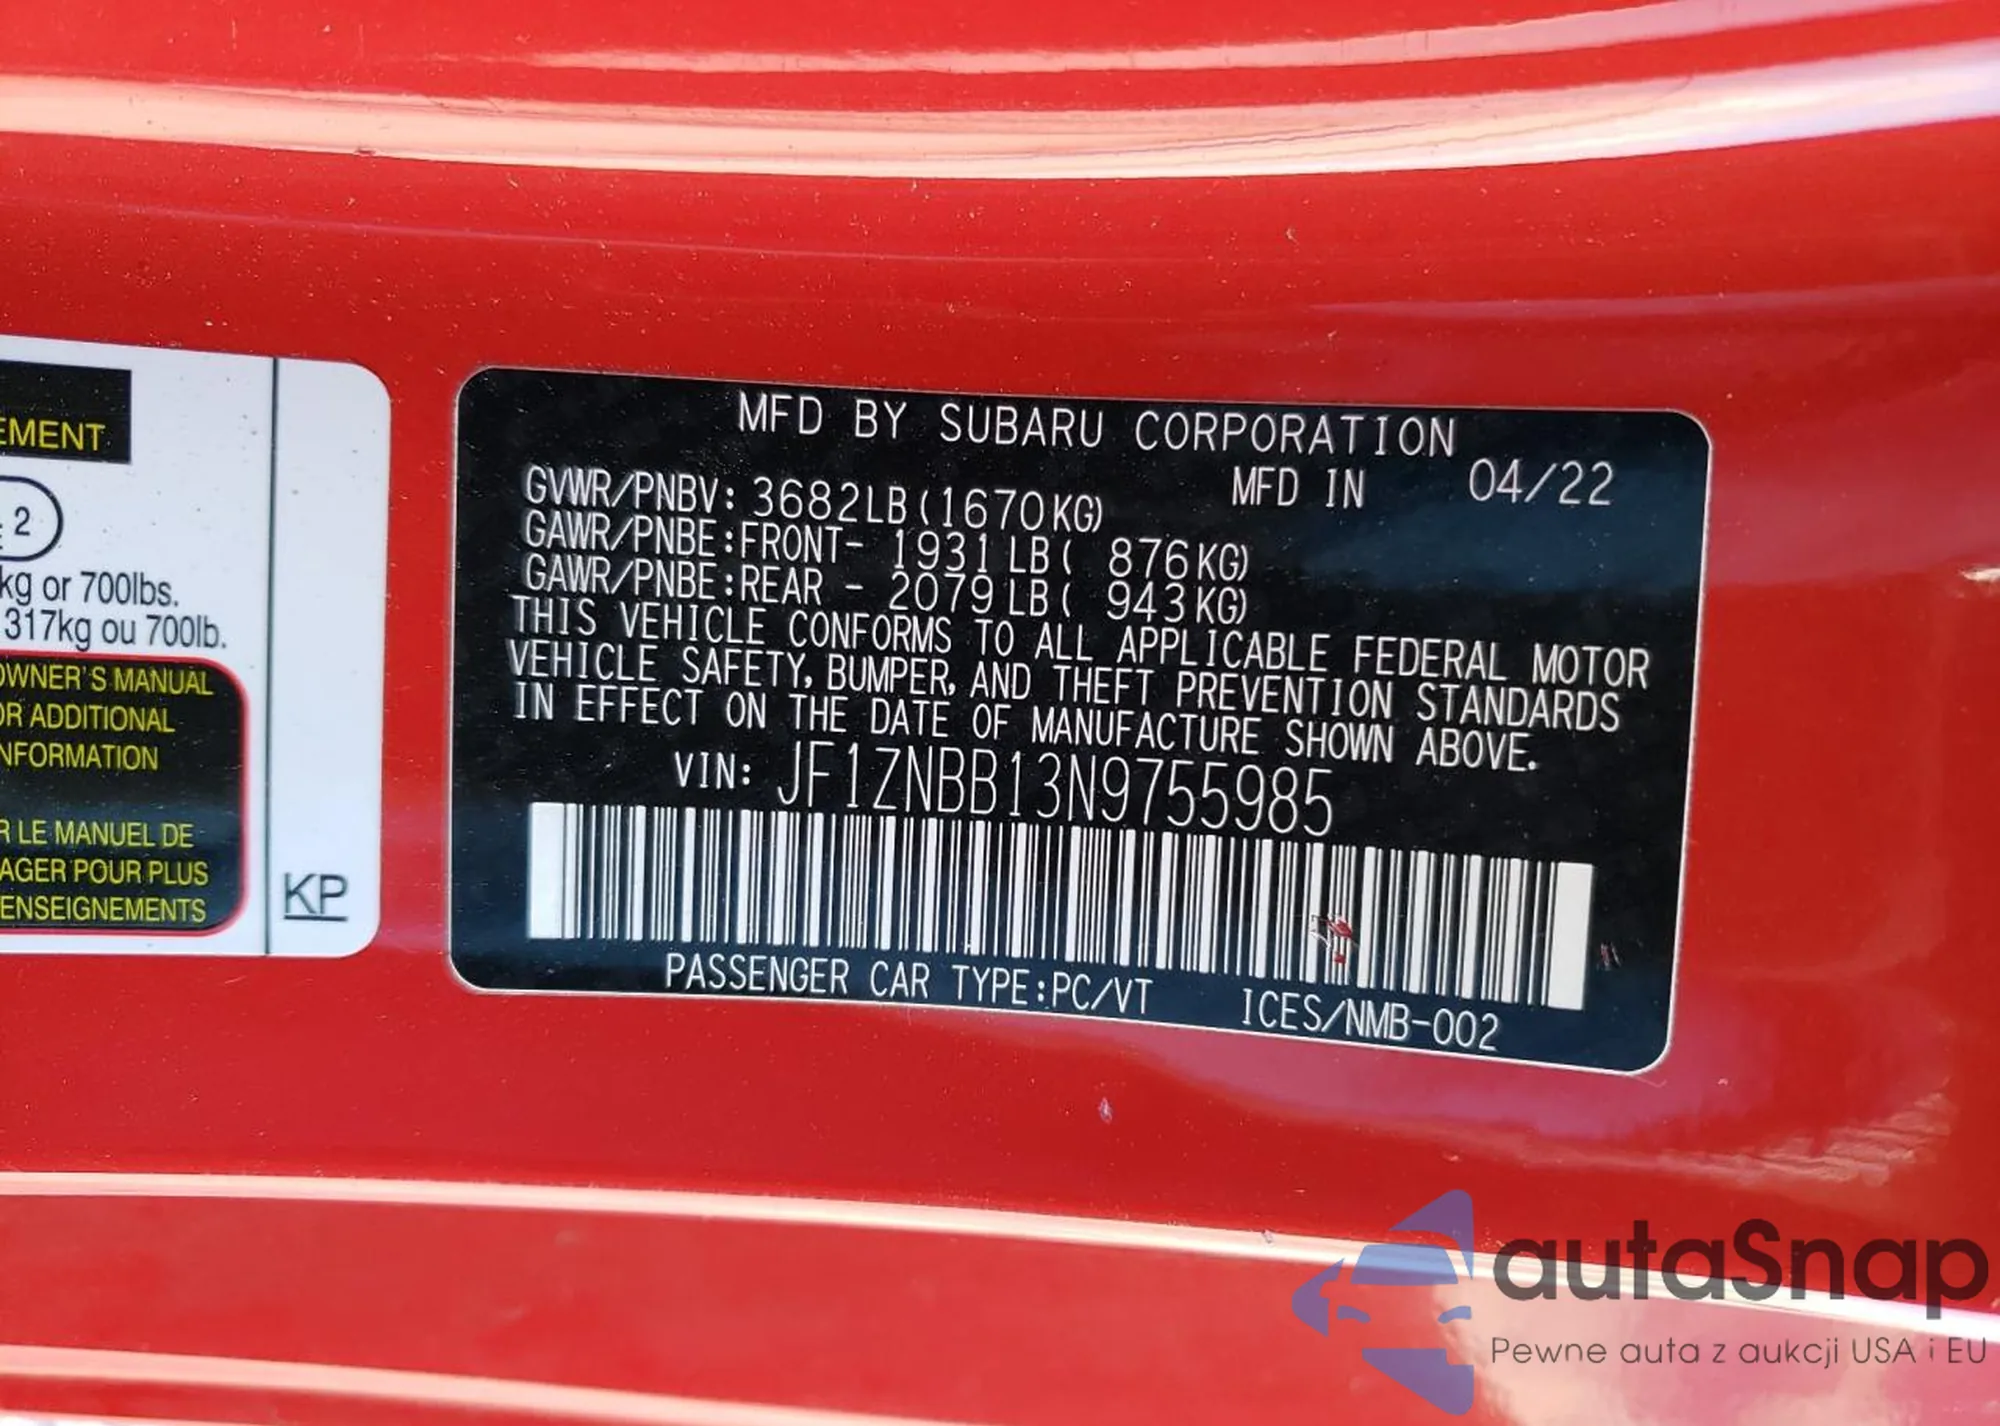 EMENT
2
kg or 700lbs.
317kg ou 700lb.
OWNER'S MANUAL
OR ADDITIONAL
NFORMATION
R LE MANUEL DE
AGER POUR PLUS
ENSEIGNEMENTS
KP
MFD BY SUBARU CORPORATION
GVWR/PNBV: 3682LB(1670KG) MFD IN 04/22
GAWR/PNBE:FRONT- 1931LB( 876KG)
GAWR/PNBE:REAR - 2079LB( 943KG)
THIS VEHICLE CONFORMS TO ALL APPLICABLE FEDERAL MOTOR
VEHICLE SAFETY, BUMPER, AND THEFT PREVENTION STANDARDS
IN EFFECT ON THE DATE OF MANUFACTURE SHOWN ABOVE.
VIN: JF1ZNBB13N9755985
PASSENGER CAR TYPE:PC/VT ICES/NMB-002
autaSnap
Pewne auta z aukcji USA i EU